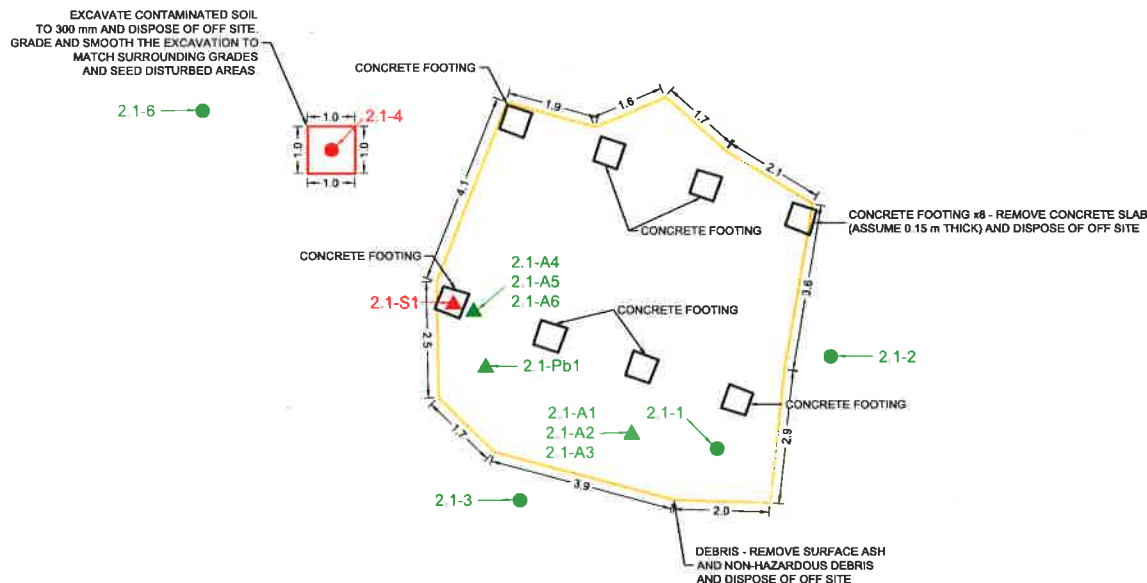 EXCAVATE CONTAMINATED SOIL
TO 300 mm AND DISPOSE OF OFF SITE.
GRADE AND SMOOTH THE EXCAVATION TO
MATCH SURROUNDING GRADES
AND SEED DISTURBED AREAS
2.1-6
1.0
1.0
1.0
1.0
2.1-4
CONCRETE FOOTING
1.9
1.6
1.7
2.1
4.1
CONCRETE FOOTING
CONCRETE FOOTING x8 - REMOVE CONCRETE SLAB
(ASSUME 0.15 m THICK) AND DISPOSE OF OFF SITE
CONCRETE FOOTING
2.1-S1
2.1-A4
2.1-A5
2.1-A6
CONCRETE FOOTING
3.6
2.1-2
2.5
2.1-Pb1
CONCRETE FOOTING
2.9
2.1-A1
2.1-A2
2.1-A3
2.1-1
1.7
3.9
2.1-3
2.0
DEBRIS - REMOVE SURFACE ASH
AND NON-HAZARDOUS DEBRIS
AND DISPOSE OF OFF SITE